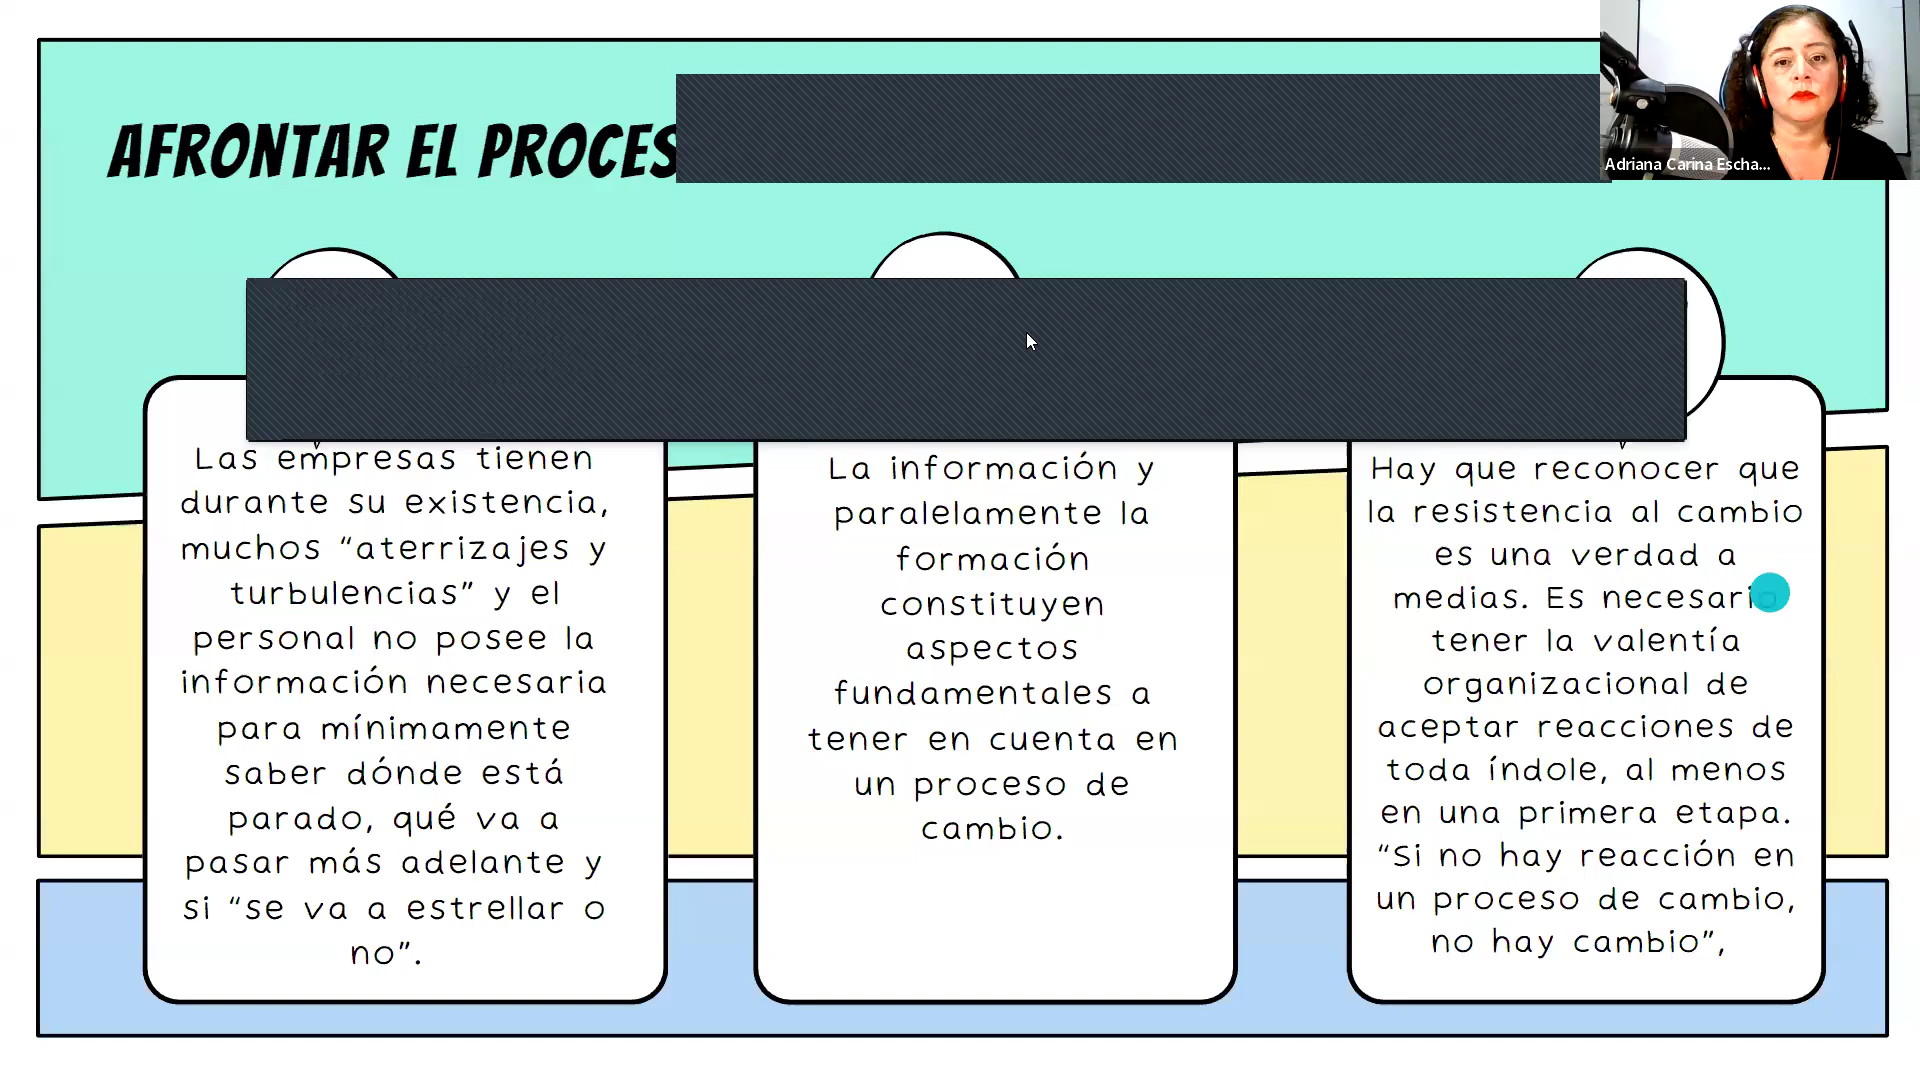 AFRONTAR EL PROCES
Adriana Carina Escha...
Las empresas tienen
durante su existencia,
muchos “aterrizajes y
turbulencias” y el
personal no posee la
información necesaria
para mínimamente
saber dónde está
parado, qué va a
pasar más adelante y
si “se va a estrellar o
no”.
La información y
paralelamente la
formación
constituyen
aspectos
fundamentales a
tener en cuenta en
un proceso de
cambio.
Hay que reconocer que
la resistencia al cambio
es una verdad a
medias. Es necesario
tener la valentía
organizacional de
aceptar reacciones de
toda índole, al menos
en una primera etapa.
“Si no hay reacción en
un proceso de cambio,
no hay cambio”,